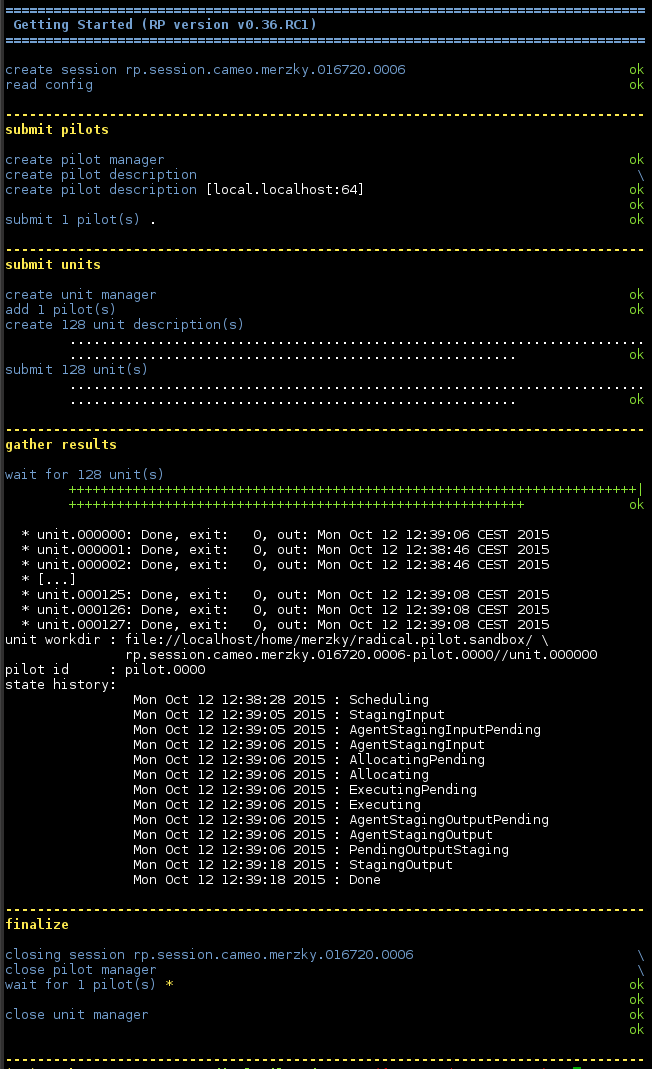 ================================================================================
Getting Started (RP version v0.36.RC1)
================================================================================
create session rp.session.cameo.merzky.016720.0006 ok
read config ok
--------------------------------------------------------------------------------
submit pilots
create pilot manager ok
create pilot description \
create pilot description [local.localhost:64] ok
ok
submit 1 pilot(s) . ok
--------------------------------------------------------------------------------
submit units
create unit manager ok
add 1 pilot(s) ok
create 128 unit description(s)
........................................................................
........................................................ ok
submit 128 unit(s)
........................................................................
........................................................ ok
--------------------------------------------------------------------------------
gather results
wait for 128 unit(s)
+++++++++++++++++++++++++++++++++++++++++++++++++++++++++++++++++++++++|
+++++++++++++++++++++++++++++++++++++++++++++++++++++++++ ok
* unit.000000: Done, exit:   0, out: Mon Oct 12 12:39:06 CEST 2015
* unit.000001: Done, exit:   0, out: Mon Oct 12 12:38:46 CEST 2015
* unit.000002: Done, exit:   0, out: Mon Oct 12 12:38:46 CEST 2015
* [...]
* unit.000125: Done, exit:   0, out: Mon Oct 12 12:39:08 CEST 2015
* unit.000126: Done, exit:   0, out: Mon Oct 12 12:39:08 CEST 2015
* unit.000127: Done, exit:   0, out: Mon Oct 12 12:39:08 CEST 2015
unit workdir : file://localhost/home/merzky/radical.pilot.sandbox/ \
rp.session.cameo.merzky.016720.0006-pilot.0000//unit.000000
pilot id     : pilot.0000
state history:
Mon Oct 12 12:38:28 2015 : Scheduling
Mon Oct 12 12:39:05 2015 : StagingInput
Mon Oct 12 12:39:05 2015 : AgentStagingInputPending
Mon Oct 12 12:39:06 2015 : AgentStagingInput
Mon Oct 12 12:39:06 2015 : AllocatingPending
Mon Oct 12 12:39:06 2015 : Allocating
Mon Oct 12 12:39:06 2015 : ExecutingPending
Mon Oct 12 12:39:06 2015 : Executing
Mon Oct 12 12:39:06 2015 : AgentStagingOutputPending
Mon Oct 12 12:39:06 2015 : AgentStagingOutput
Mon Oct 12 12:39:06 2015 : PendingOutputStaging
Mon Oct 12 12:39:18 2015 : StagingOutput
Mon Oct 12 12:39:18 2015 : Done
--------------------------------------------------------------------------------
finalize
closing session rp.session.cameo.merzky.016720.0006 \
close pilot manager \
wait for 1 pilot(s) * ok
ok
close unit manager ok
ok
--------------------------------------------------------------------------------